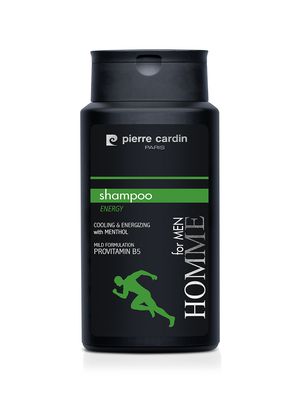 pierre cardin
PARIS
shampoo
ENERGY
COOLING & ENERGIZING
with MENTHOL
MILD FORMULATION
PROVITAMIN B5
for MEN
HOMME